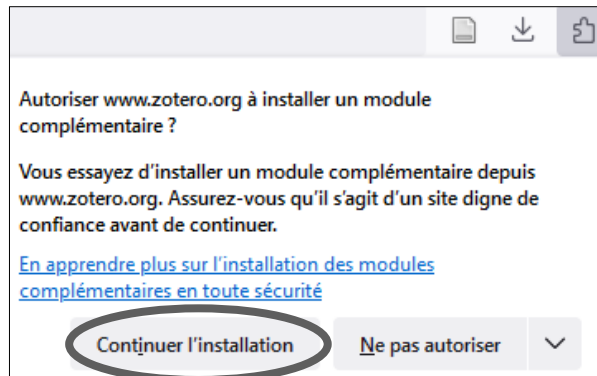 Autoriser www.zotero.org à installer un module
complémentaire ?
Vous essayez d’installer un module complémentaire depuis
www.zotero.org. Assurez-vous qu’il s’agit d’un site digne de
confiance avant de continuer.
En apprendre plus sur l’installation des modules
complémentaires en toute sécurité
Continuer l’installation Ne pas autoriser